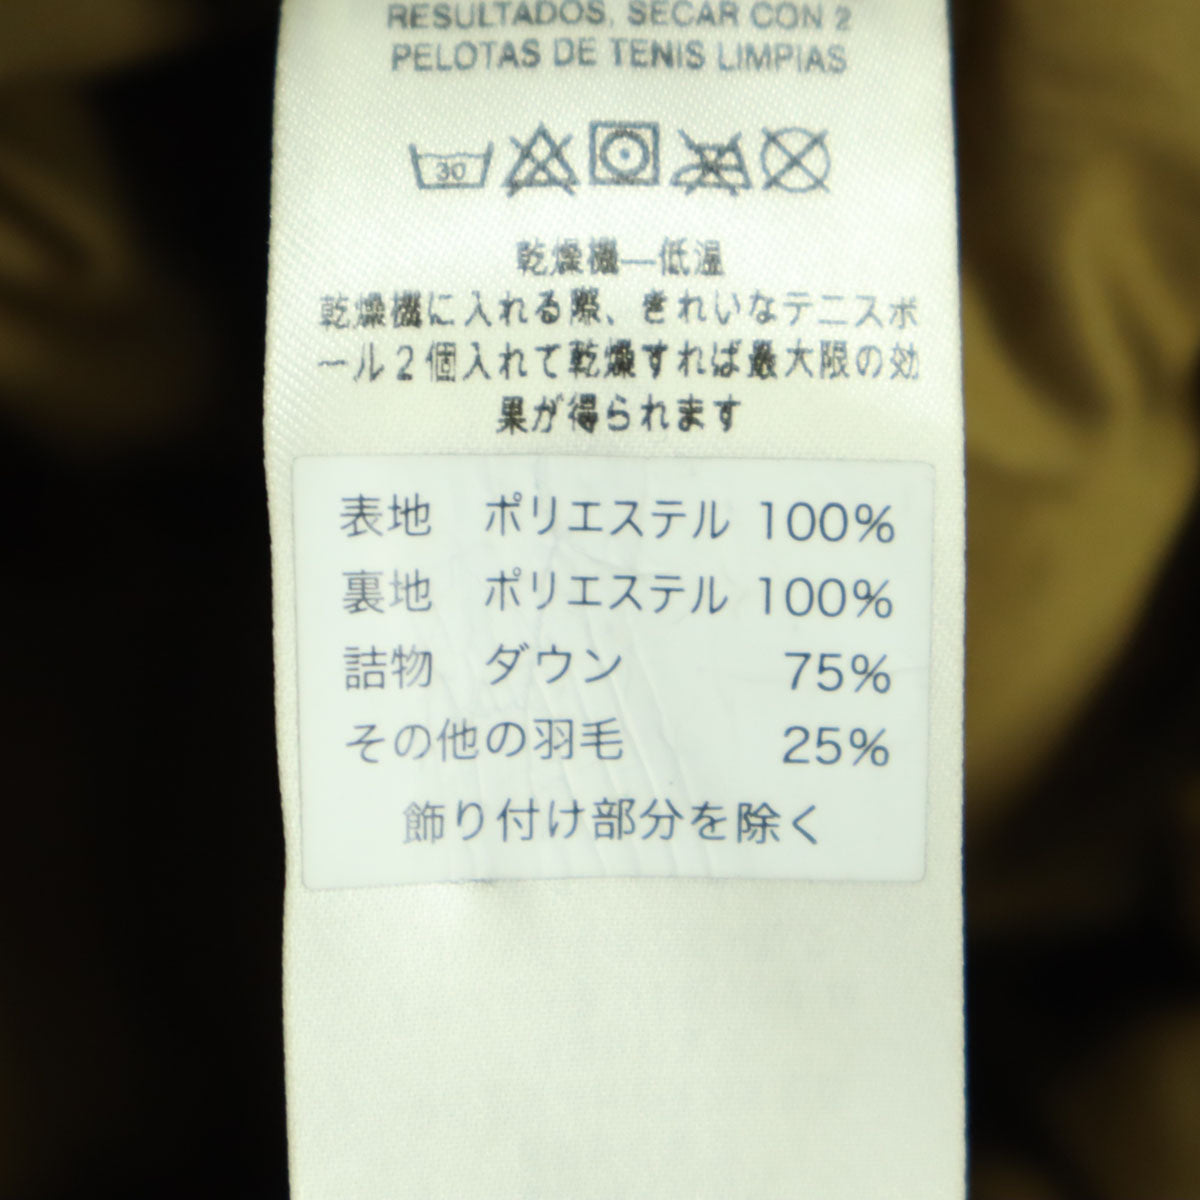 RESULTADOS, SECAR CON 2
PELOTAS DE TENIS LIMPIAS
30
乾燥機—低温
乾燥機に入れる際、きれいなテニスボ
ール2個入れて乾燥すれば最大限の効
果が得られます
表地 ポリエステル 100%
裏地 ポリエステル 100%
詰物 ダウン 75%
その他の羽毛 25%
飾り付け部分を除く